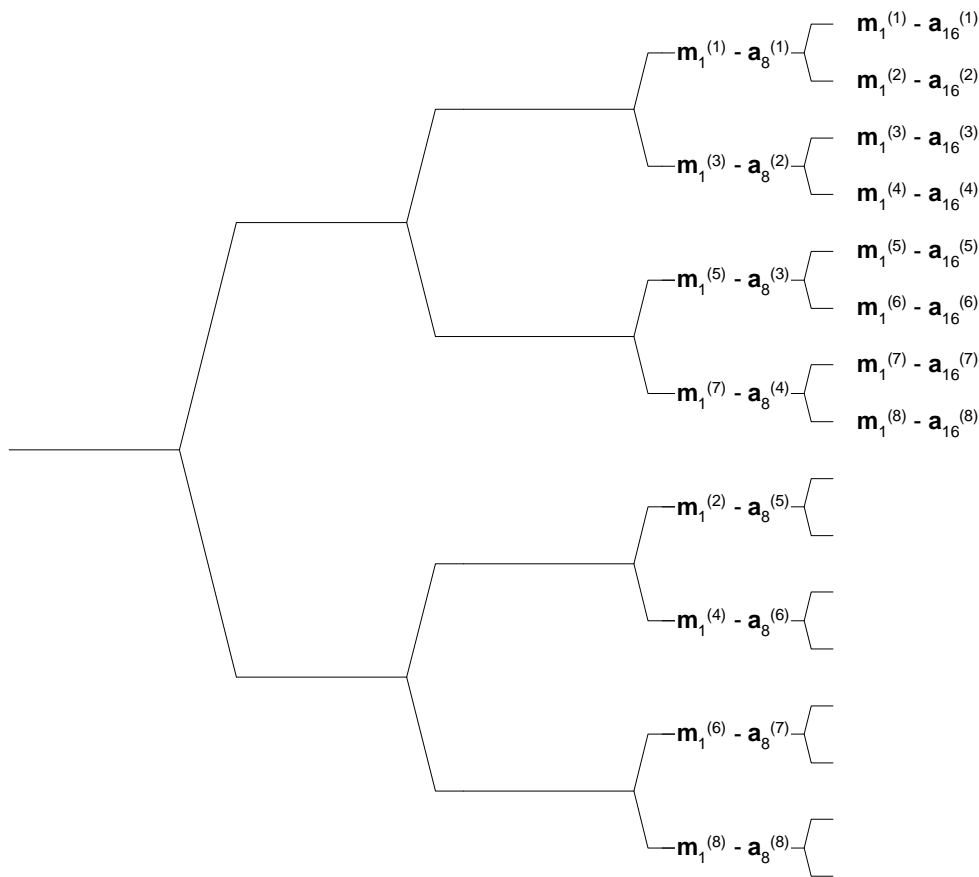 m₁⁽¹⁾ - a₁₆⁽¹⁾
m₁⁽¹⁾ - a₈⁽¹⁾
m₁⁽²⁾ - a₁₆⁽²⁾
m₁⁽³⁾ - a₁₆⁽³⁾
m₁⁽³⁾ - a₈⁽²⁾
m₁⁽⁴⁾ - a₁₆⁽⁴⁾
m₁⁽⁵⁾ - a₁₆⁽⁵⁾
m₁⁽⁵⁾ - a₈⁽³⁾
m₁⁽⁶⁾ - a₁₆⁽⁶⁾
m₁⁽⁷⁾ - a₁₆⁽⁷⁾
m₁⁽⁷⁾ - a₈⁽⁴⁾
m₁⁽⁸⁾ - a₁₆⁽⁸⁾
m₁⁽²⁾ - a₈⁽⁵⁾
m₁⁽⁴⁾ - a₈⁽⁶⁾
m₁⁽⁶⁾ - a₈⁽⁷⁾
m₁⁽⁸⁾ - a₈⁽⁸⁾